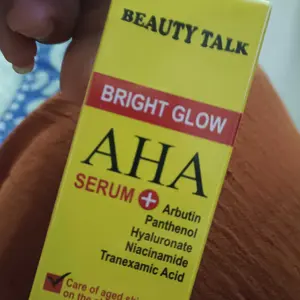 BEAUTY TALK
BRIGHT GLOW
AHA
SERUM +
Arbutin
Panthenol
Hyaluronate
Niacinamide
Tranexamic Acid
Care of aged
on the